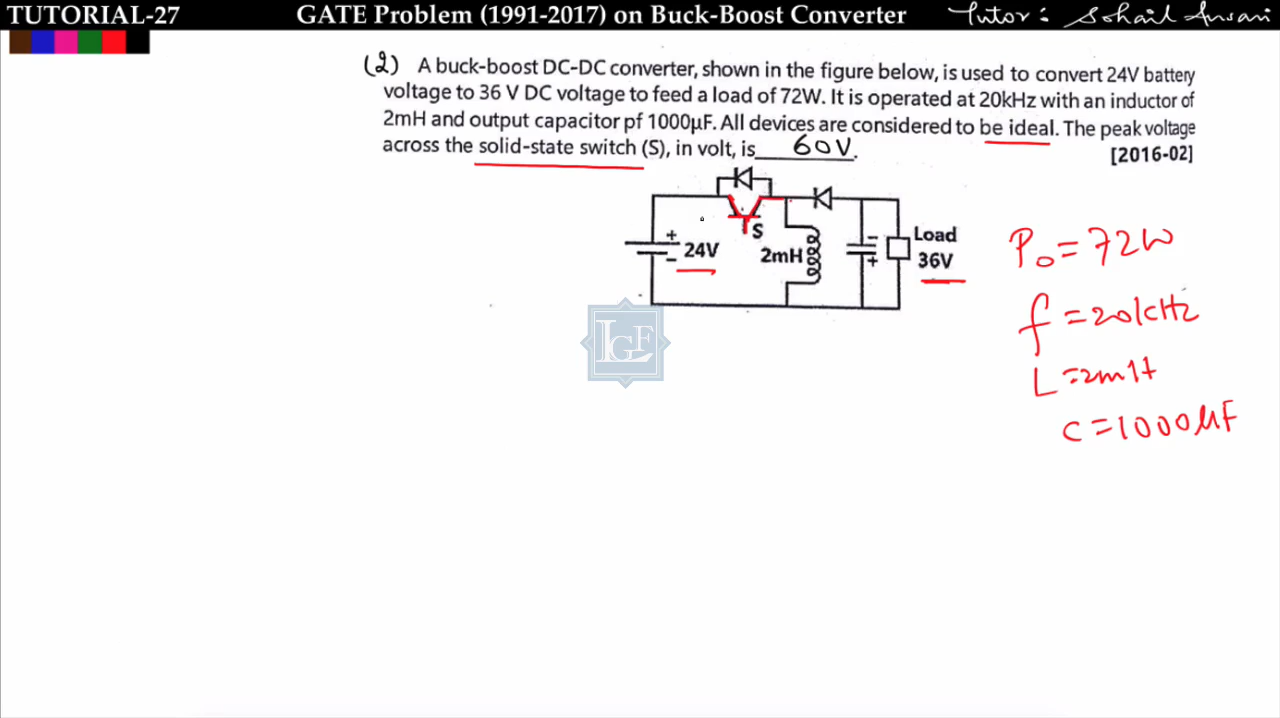 TUTORIAL-27 GATE Problem (1991-2017) on Buck-Boost Converter Tutor: Sohail Ansari
(2) A buck-boost DC-DC converter, shown in the figure below, is used to convert 24V battery
voltage to 36 V DC voltage to feed a load of 72W. It is operated at 20kHz with an inductor of
2mH and output capacitor pf 1000µF. All devices are considered to be ideal. The peak voltage
across the solid-state switch (S), in volt, is 60V.
[2016-02]
+
-
24V
S
2mH
-
+
Load
36V
P₀ = 72W
f = 20kHz
L = 2mH
C = 1000µF
LGF